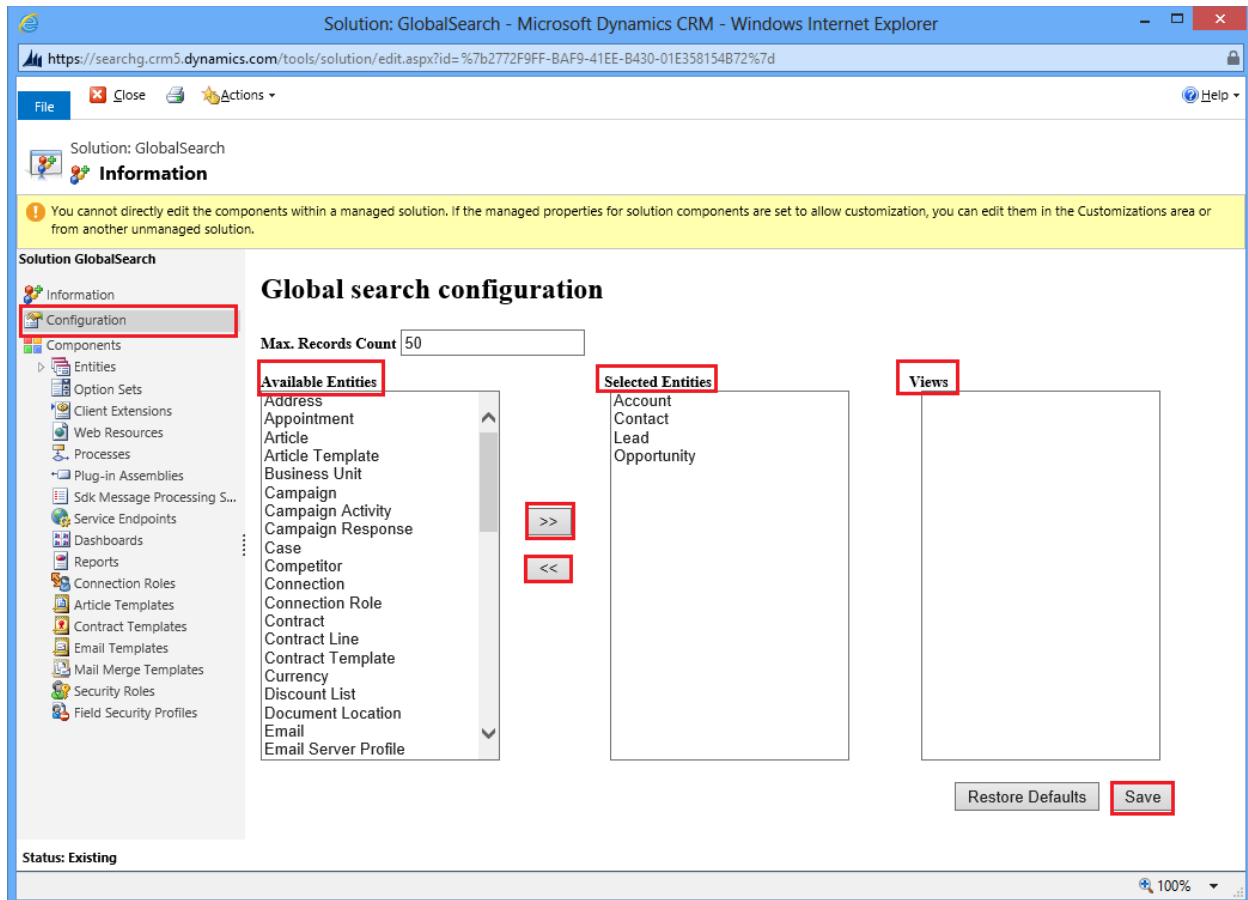 Solution: GlobalSearch - Microsoft Dynamics CRM - Windows Internet Explorer
https://searchg.crm5.dynamics.com/tools/solution/edit.aspx?id=%7b2772F9FF-BAF9-41EE-B430-01E358154B72%7d
File Close Actions Help
Solution: GlobalSearch
Information
You cannot directly edit the components within a managed solution. If the managed properties for solution components are set to allow customization, you can edit them in the Customizations area or
from another unmanaged solution.
Solution GlobalSearch
Information
Configuration
Components
Entities
Option Sets
Client Extensions
Web Resources
Processes
Plug-in Assemblies
Sdk Message Processing S...
Service Endpoints
Dashboards
Reports
Connection Roles
Article Templates
Contract Templates
Email Templates
Mail Merge Templates
Security Roles
Field Security Profiles
Global search configuration
Max. Records Count 50
Available Entities
Address
Appointment
Article
Article Template
Business Unit
Campaign
Campaign Activity
Campaign Response
Case
Competitor
Connection
Connection Role
Contract
Contract Line
Contract Template
Currency
Discount List
Document Location
Email
Email Server Profile
>>
<<
Selected Entities
Account
Contact
Lead
Opportunity
Views
Restore Defaults Save
Status: Existing
100%